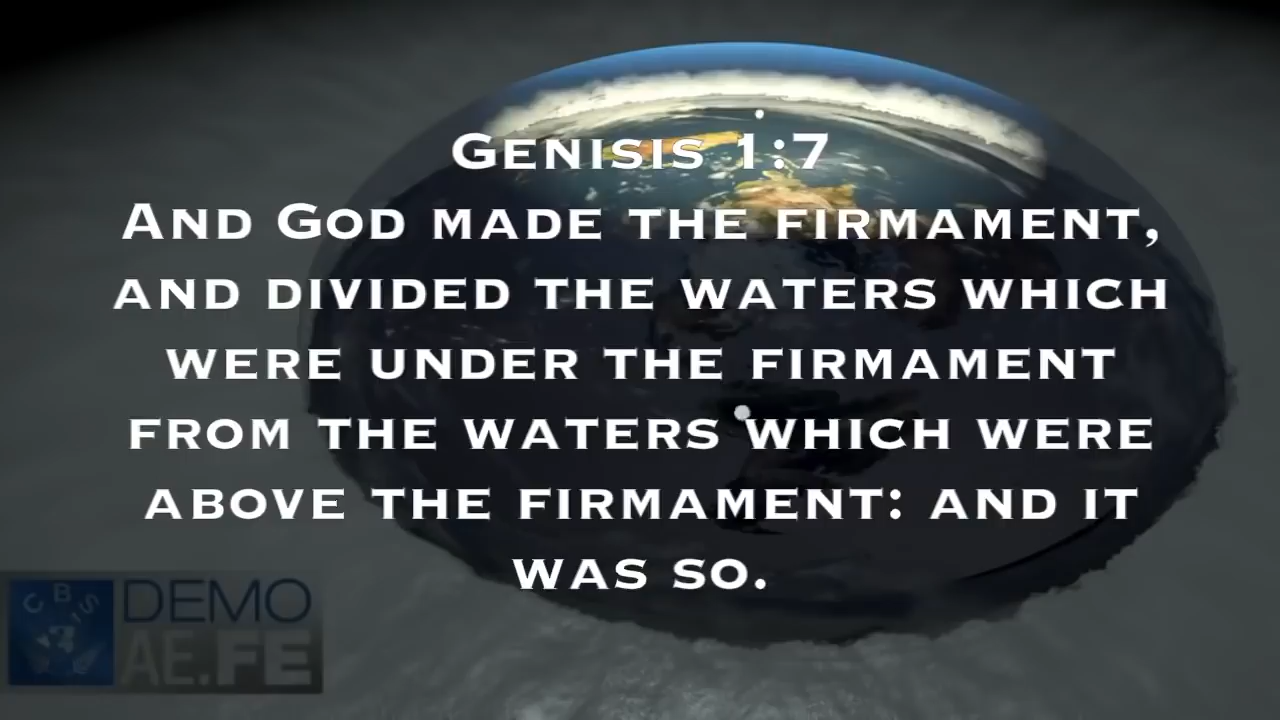 Genisis 1:7
And God made the firmament,
and divided the waters which
were under the firmament
from the waters which were
above the firmament: and it
was so.
CBIS
DEMO
AE.FE